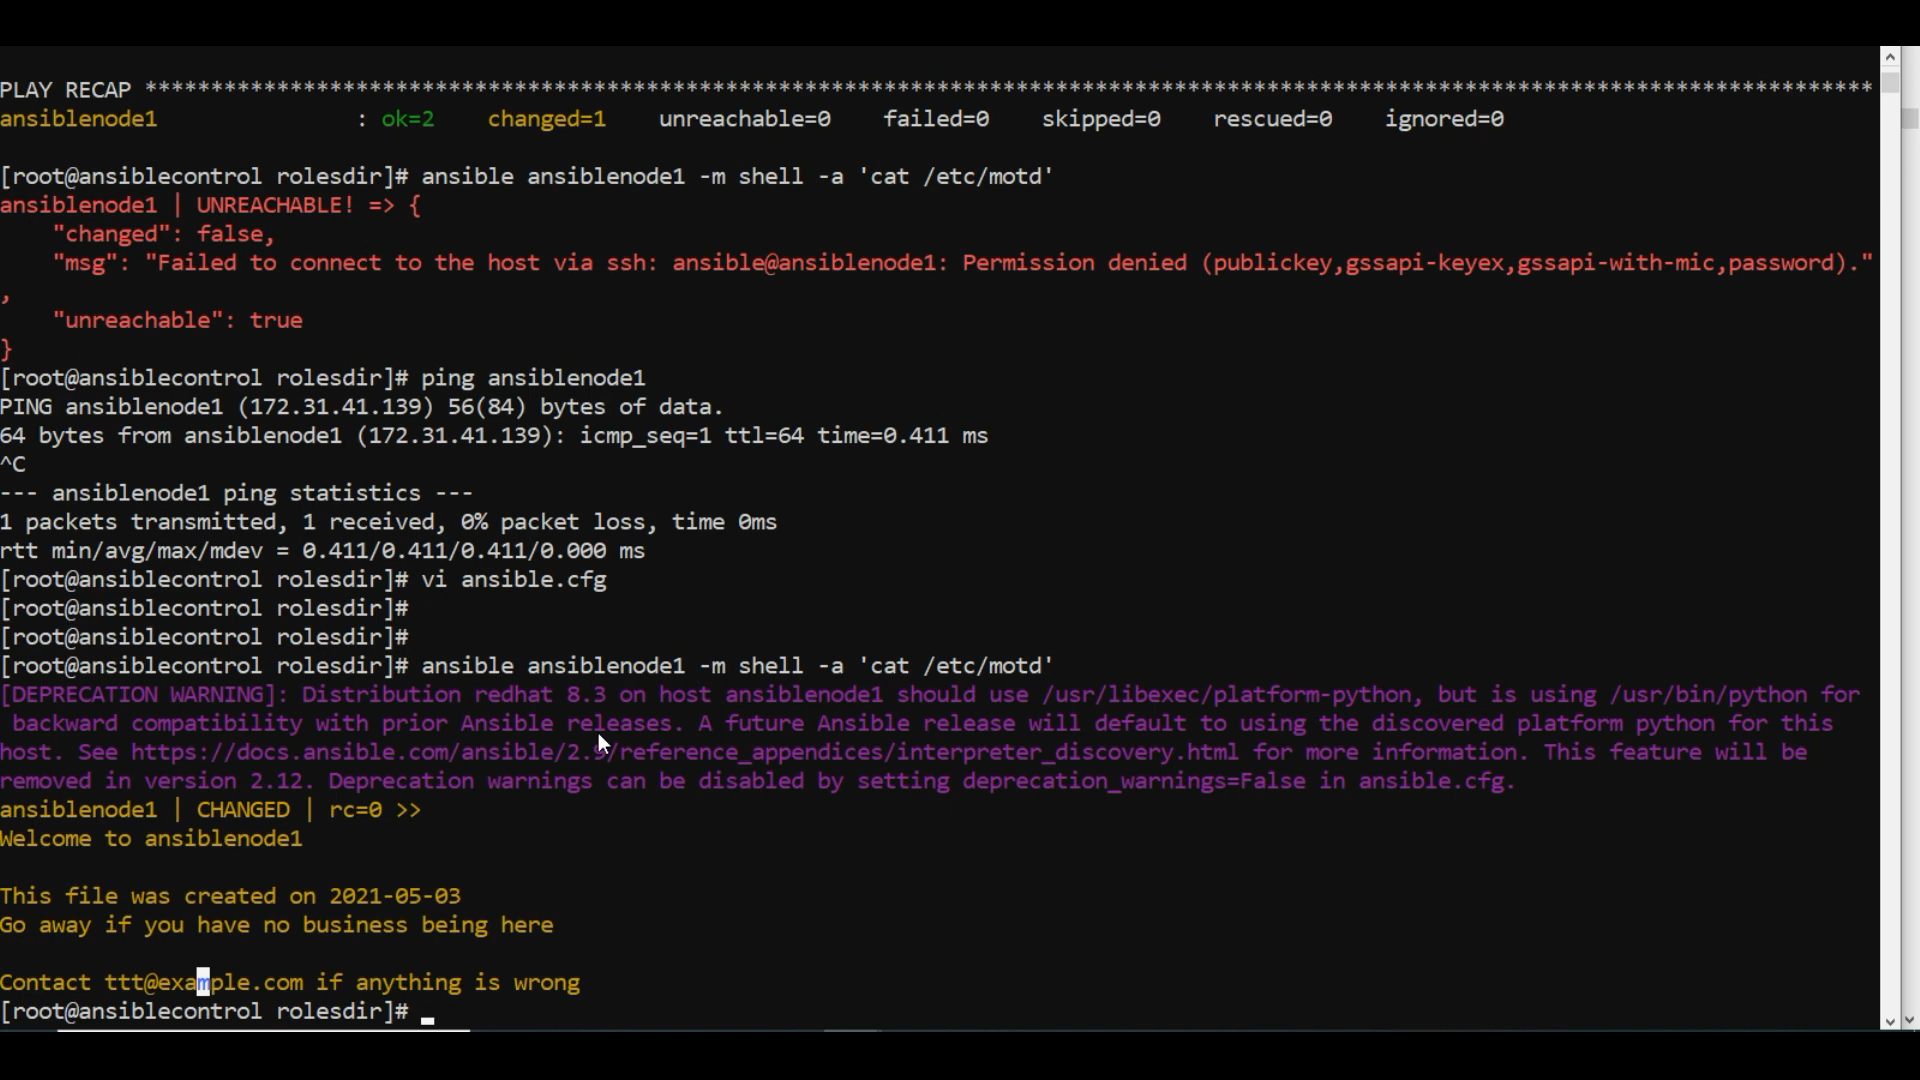 PLAY RECAP ***********************************************************************************************************************************
ansiblenode1 : ok=2 changed=1 unreachable=0 failed=0 skipped=0 rescued=0 ignored=0
[root@ansiblecontrol rolesdir]# ansible ansiblenode1 -m shell -a 'cat /etc/motd'
ansiblenode1 | UNREACHABLE! => {
"changed": false,
"msg": "Failed to connect to the host via ssh: ansible@ansiblenode1: Permission denied (publickey,gssapi-keyex,gssapi-with-mic,password)."
,
"unreachable": true
}
[root@ansiblecontrol rolesdir]# ping ansiblenode1
PING ansiblenode1 (172.31.41.139) 56(84) bytes of data.
64 bytes from ansiblenode1 (172.31.41.139): icmp_seq=1 ttl=64 time=0.411 ms
^C
--- ansiblenode1 ping statistics ---
1 packets transmitted, 1 received, 0% packet loss, time 0ms
rtt min/avg/max/mdev = 0.411/0.411/0.411/0.000 ms
[root@ansiblecontrol rolesdir]# vi ansible.cfg
[root@ansiblecontrol rolesdir]#
[root@ansiblecontrol rolesdir]#
[root@ansiblecontrol rolesdir]# ansible ansiblenode1 -m shell -a 'cat /etc/motd'
[DEPRECATION WARNING]: Distribution redhat 8.3 on host ansiblenode1 should use /usr/libexec/platform-python, but is using /usr/bin/python for
backward compatibility with prior Ansible releases. A future Ansible release will default to using the discovered platform python for this
host. See https://docs.ansible.com/ansible/2.9/reference_appendices/interpreter_discovery.html for more information. This feature will be
removed in version 2.12. Deprecation warnings can be disabled by setting deprecation_warnings=False in ansible.cfg.
ansiblenode1 | CHANGED | rc=0 >>
Welcome to ansiblenode1
This file was created on 2021-05-03
Go away if you have no business being here
Contact ttt@example.com if anything is wrong
[root@ansiblecontrol rolesdir]#